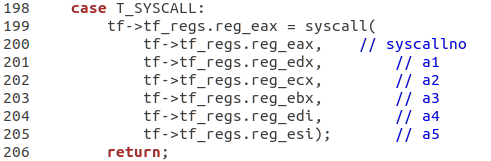 198     case T_SYSCALL:
199         tf->tf_regs.reg_eax = syscall(
200             tf->tf_regs.reg_eax,    // syscallno
201             tf->tf_regs.reg_edx,        // a1
202             tf->tf_regs.reg_ecx,        // a2
203             tf->tf_regs.reg_ebx,        // a3
204             tf->tf_regs.reg_edi,        // a4
205             tf->tf_regs.reg_esi);       // a5
206         return;